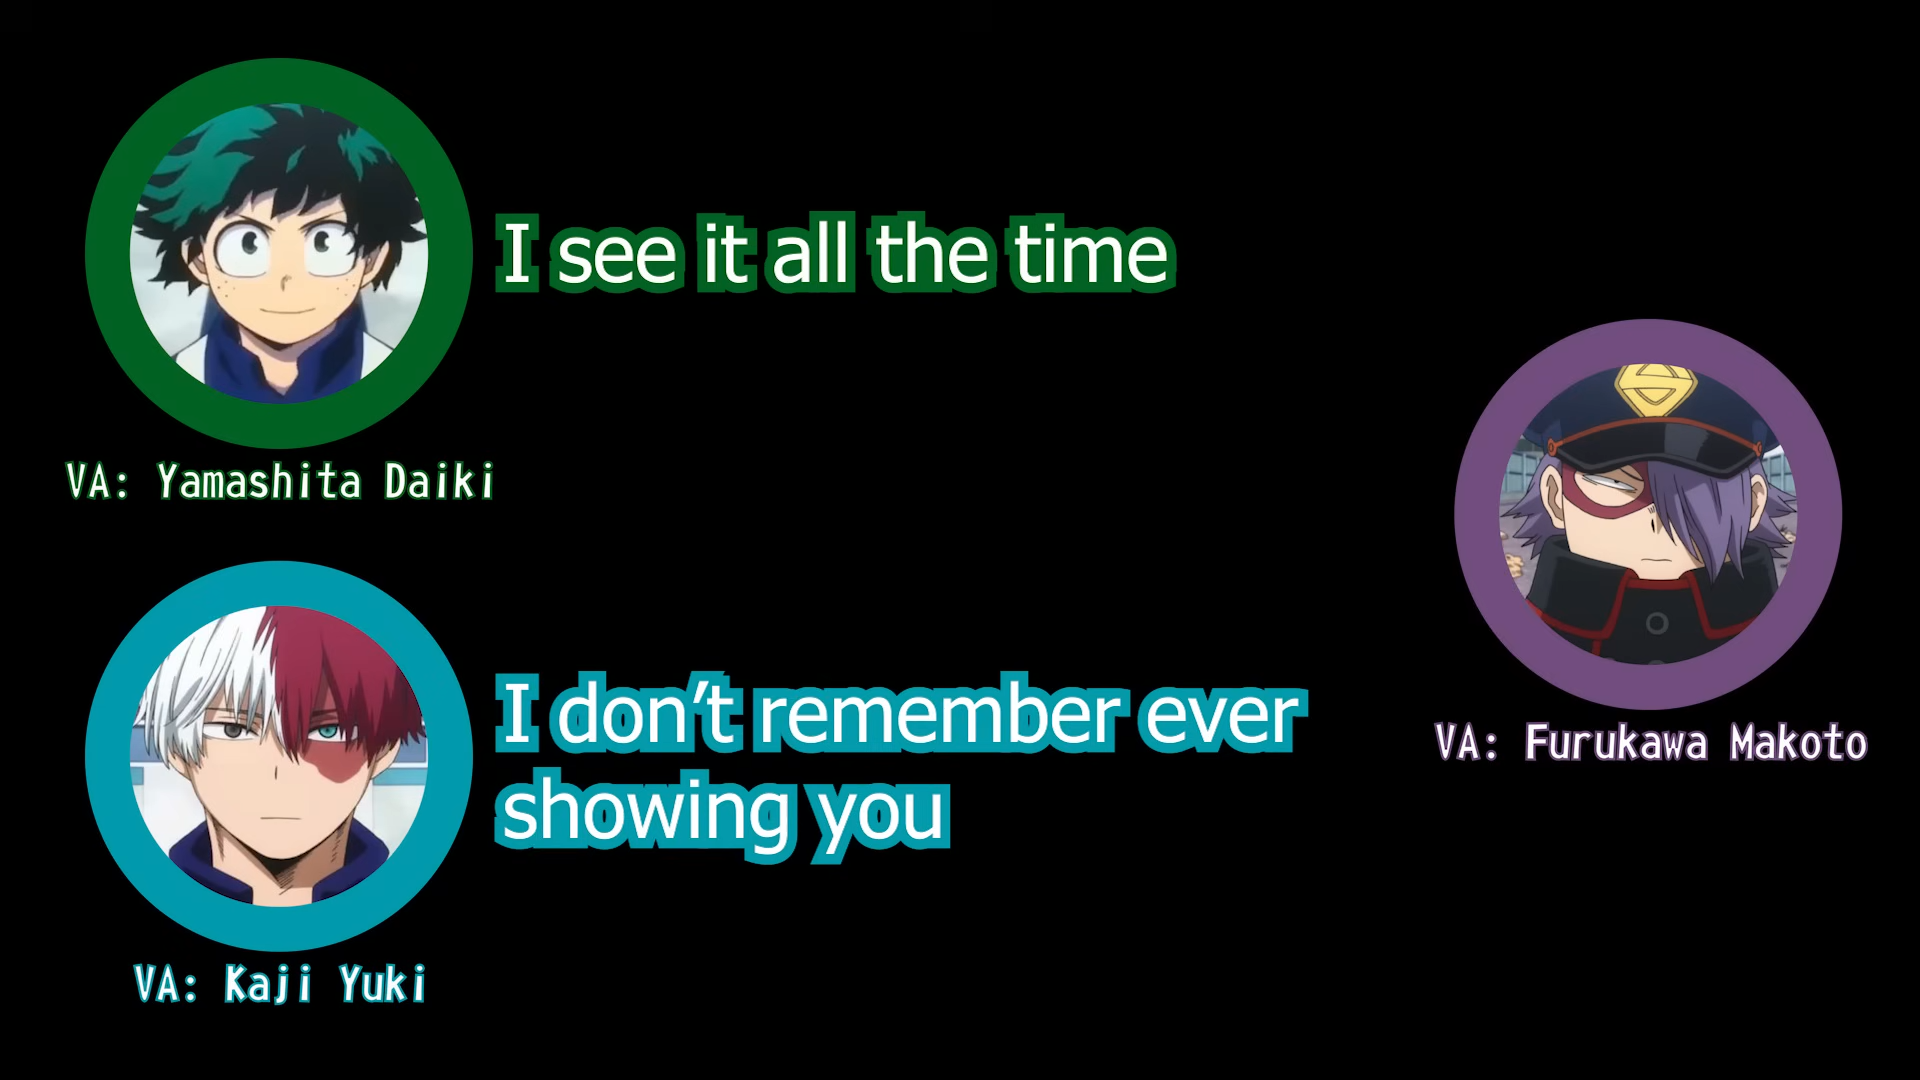 I see it all the time
VA: Yamashita Daiki
I don't remember ever
showing you
VA: Furukawa Makoto
VA: Kaji Yuki